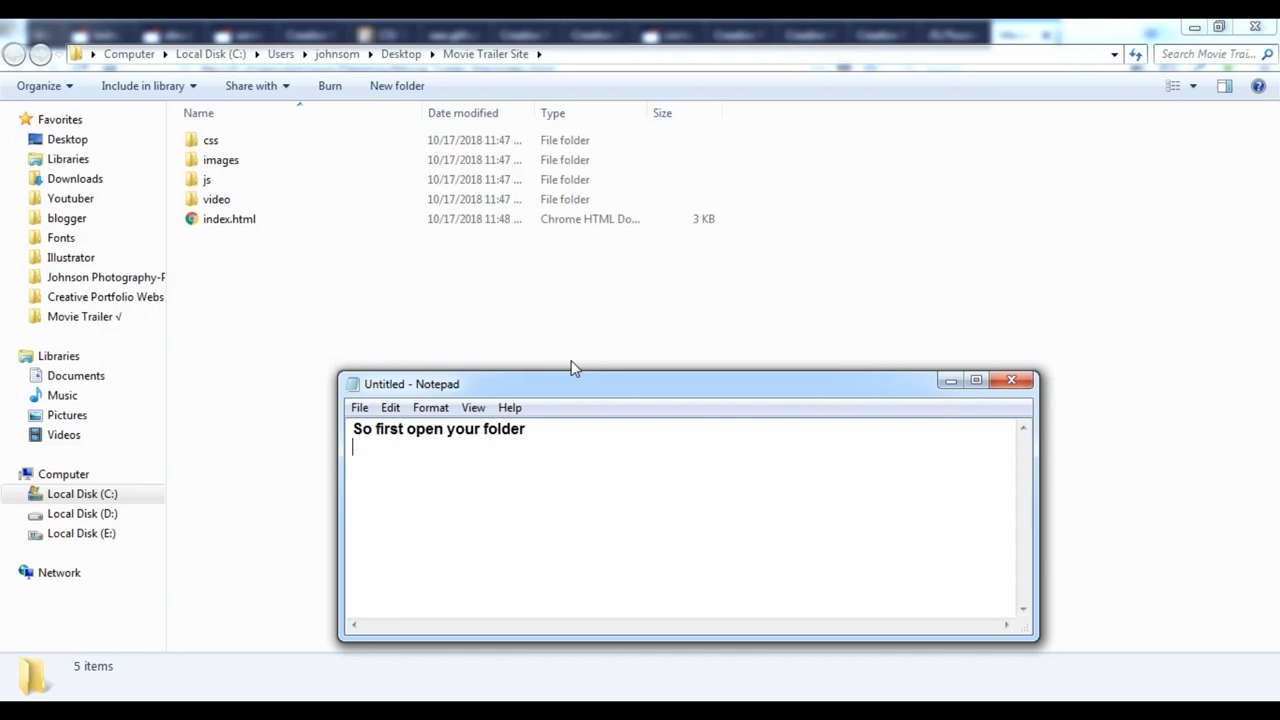 Computer Local Disk (C:) Users johnsom Desktop Movie Trailer Site
Search Movie Trai...
Organize Include in library Share with Burn New folder
Name Date modified Type Size
Favorites
Desktop
Libraries
Downloads
Youtuber
blogger
Fonts
Illustrator
Johnson Photography-F
Creative Portfolio Webs
Movie Trailer √
Libraries
Documents
Music
Pictures
Videos
Computer
Local Disk (C:)
Local Disk (D:)
Local Disk (E:)
Network
css 10/17/2018 11:47 ... File folder
images 10/17/2018 11:47 ... File folder
js 10/17/2018 11:47 ... File folder
video 10/17/2018 11:47 ... File folder
index.html 10/17/2018 11:48 ... Chrome HTML Do... 3 KB
Untitled - Notepad
File Edit Format View Help
So first open your folder
5 items